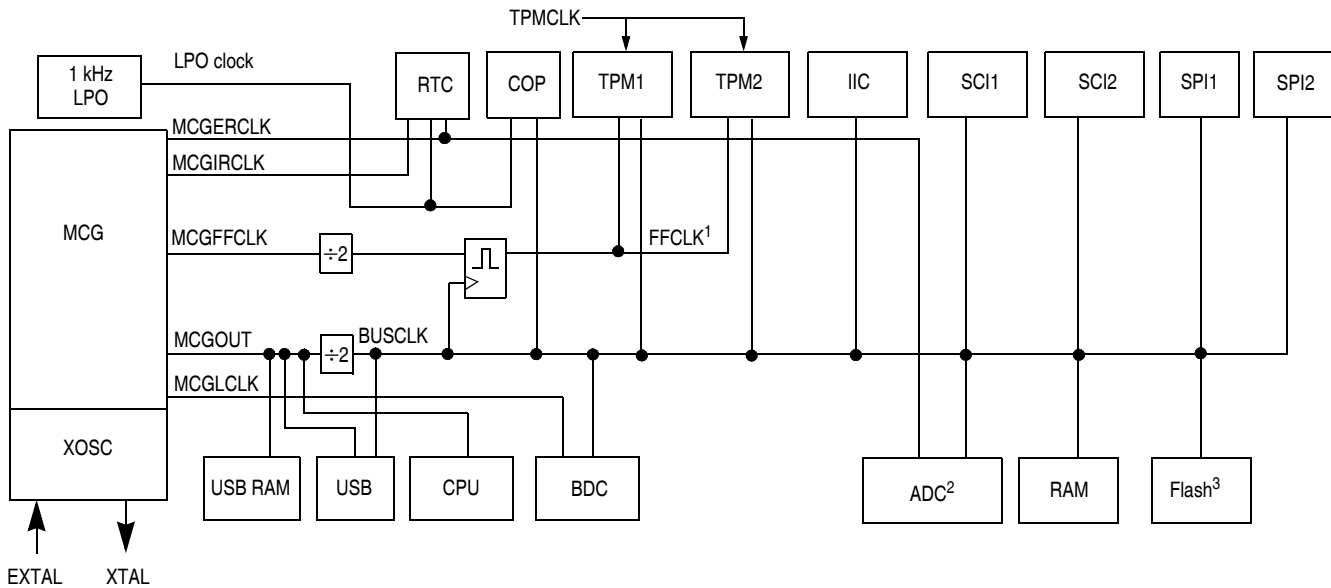 TPMCLK
1 kHz
LPO
LPO clock
RTC
COP
TPM1
TPM2
IIC
SCI1
SCI2
SPI1
SPI2
MCGERCLK
MCGIRCLK
MCG
MCGFFCLK
÷2
FFCLK1
MCGOUT
÷2
BUSCLK
MCGLCLK
XOSC
USB RAM
USB
CPU
BDC
ADC2
RAM
Flash3
EXTAL
XTAL